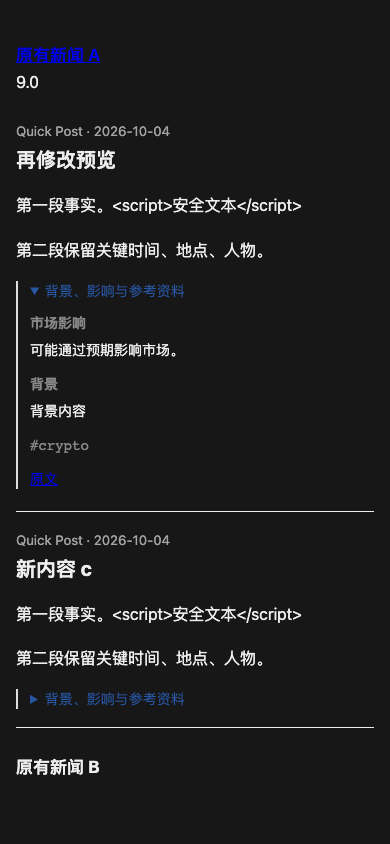 原有新闻 A
9.0
Quick Post · 2026-10-04
再修改预览
第一段事实。<script>安全文本</script>
第二段保留关键时间、地点、人物。
▼ 背景、影响与参考资料
市场影响
可能通过预期影响市场。
背景
背景内容
#crypto
原文
Quick Post · 2026-10-04
新内容 c
第一段事实。<script>安全文本</script>
第二段保留关键时间、地点、人物。
▶ 背景、影响与参考资料
原有新闻 B